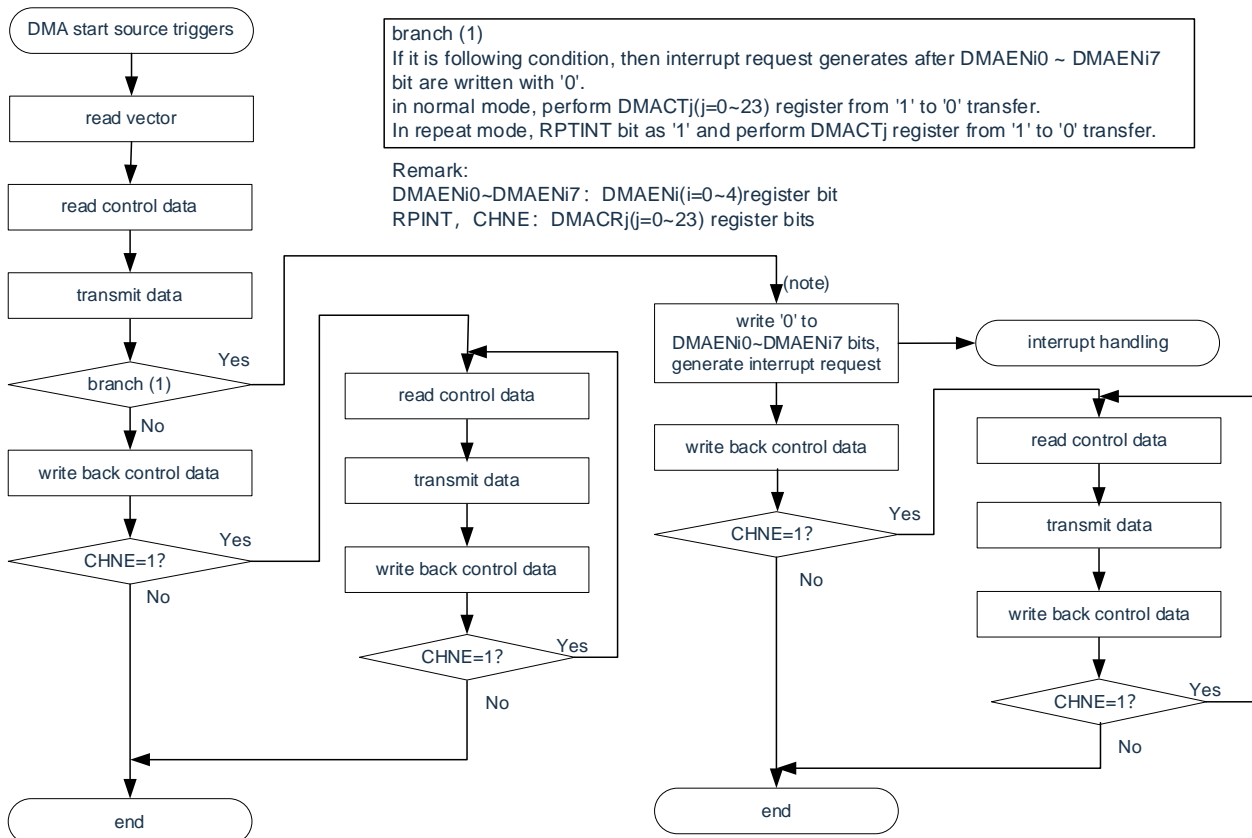 DMA start source triggers
read vector
read control data
transmit data
branch (1)
Yes
No
write back control data
CHNE=1?
Yes
No
end
branch (1)
If it is following condition, then interrupt request generates after DMAENi0 ~ DMAENi7
bit are written with '0'.
in normal mode, perform DMACTj(j=0~23) register from '1' to '0' transfer.
In repeat mode, RPTINT bit as '1' and perform DMACTj register from '1' to '0' transfer.
Remark:
DMAENi0~DMAENi7: DMAENi(i=0~4)register bit
RPINT, CHNE: DMACRj(j=0~23) register bits
read control data
transmit data
write back control data
CHNE=1?
Yes
No
(note)
write '0' to
DMAENi0~DMAENi7 bits,
generate interrupt request
interrupt handling
write back control data
CHNE=1?
Yes
No
read control data
transmit data
write back control data
CHNE=1?
Yes
No
end